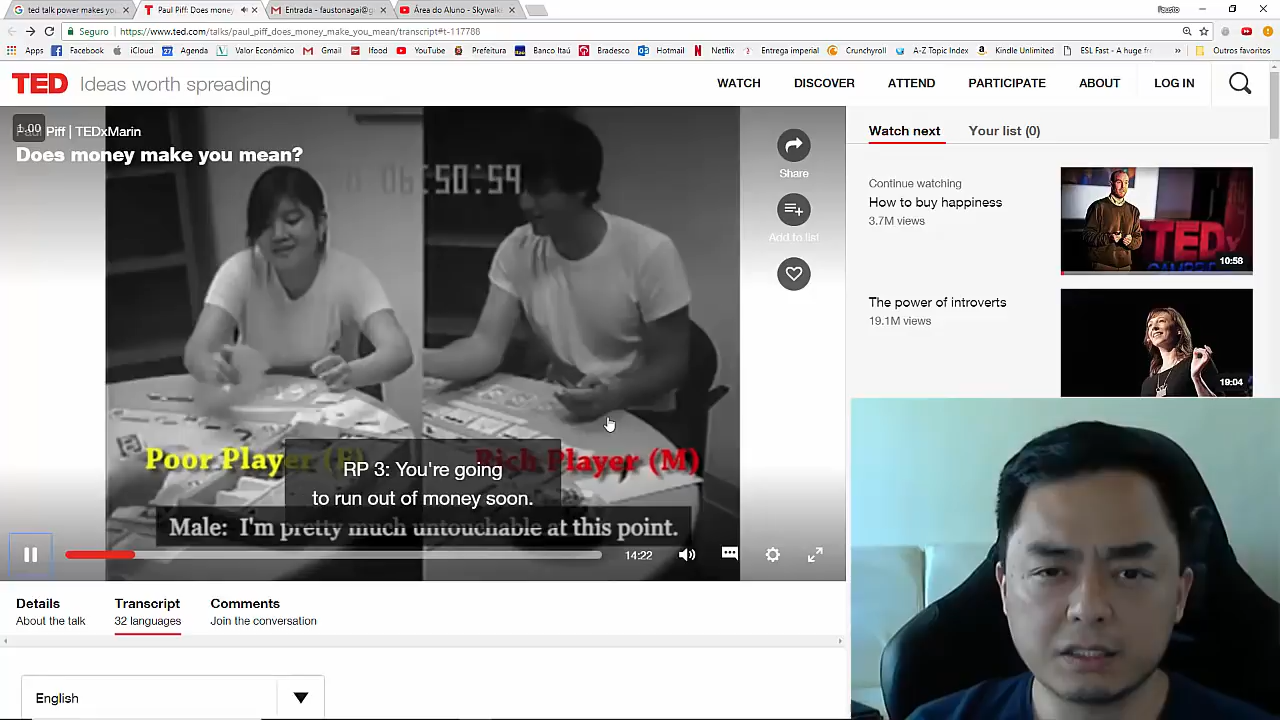 ted talk power makes yo
Paul Piff: Does money
Entrada - faustonagai@g
Área do Aluno - Skywalk
Fausto
Seguro
https://www.ted.com/talks/paul_piff_does_money_make_you_mean/transcript#t-117788
Apps
Facebook
iCloud
Agenda
Valor Econômico
Gmail
Ifood
YouTube
Prefeitura
Banco Itaú
Bradesco
Hotmail
Netflix
Entrega Imperial
Crunchyroll
A-Z Topic Index
Kindle Unlimited
ESL Fast - A huge fr
»
Outros favoritos
TED Ideas worth spreading
WATCH
DISCOVER
ATTEND
PARTICIPATE
ABOUT
LOG IN
1.00
Piff | TEDxMarin
Does money make you mean?
06:50:59
Share
Add to list
Poor Player
Rich Player (M)
RP 3: You're going
to run out of money soon.
Male: I'm pretty much untouchable at this point.
14:22
Details
About the talk
Transcript
32 languages
Comments
Join the conversation
English
Watch next
Your list (0)
Continue watching
How to buy happiness
3.7M views
TEDx
10:58
The power of introverts
19.1M views
19:04